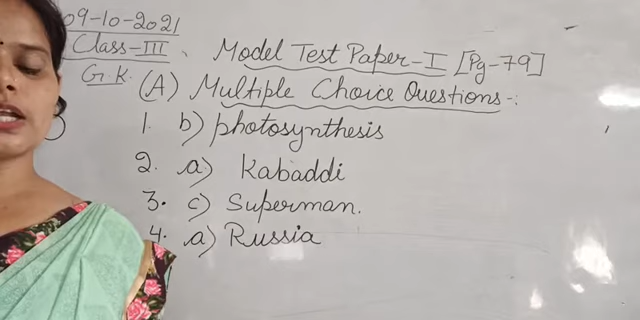 09-10-2021
Class-III
G.K.
Model Test Paper-I [Pg-79]
(A) Multiple Choice Questions-:
1. b) photosynthesis
2. a) Kabaddi
3. c) Superman.
4. a) Russia